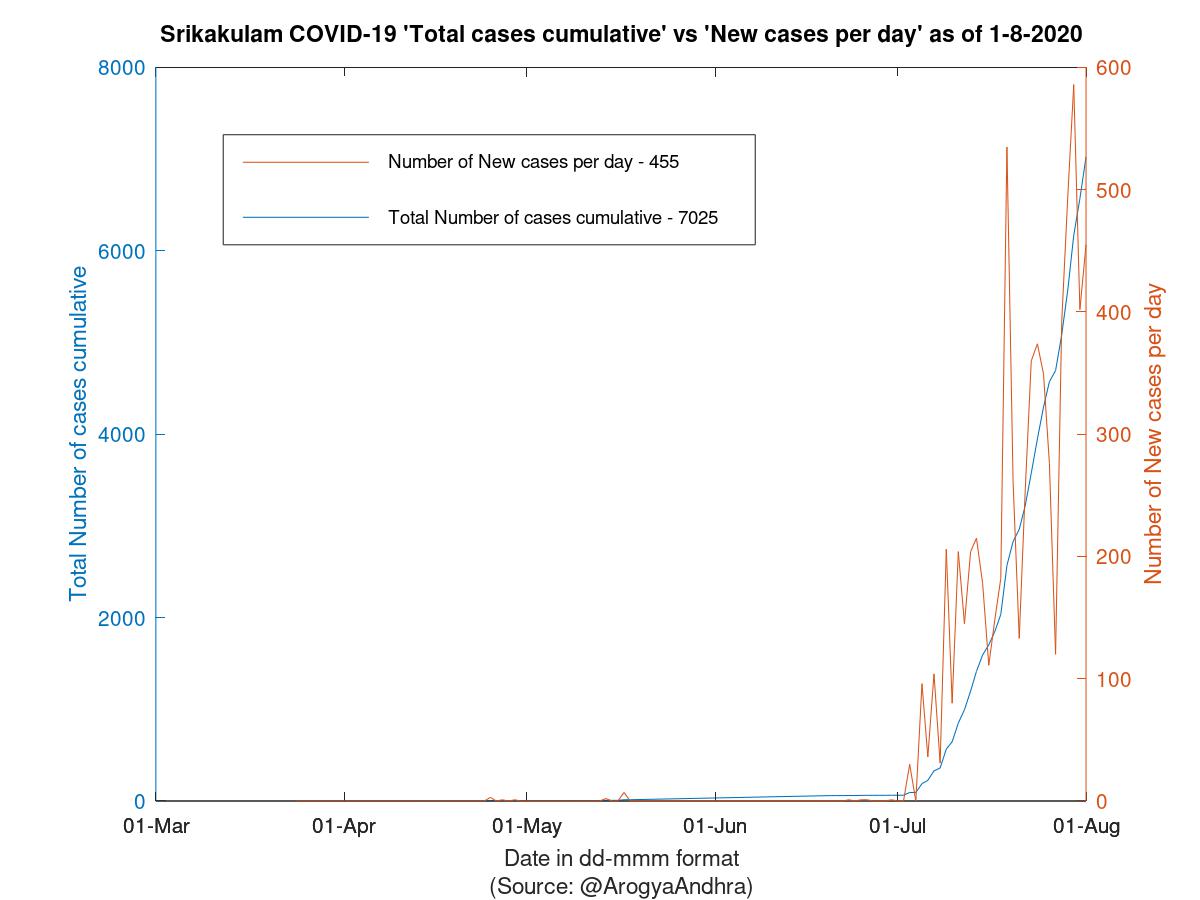 Srikakulam COVID-19 'Total cases cumulative' vs 'New cases per day' as of 1-8-2020
Number of New cases per day - 455
Total Number of cases cumulative - 7025
Total Number of cases cumulative
8000
6000
4000
2000
0
Number of New cases per day
600
500
400
300
200
100
0
01-Mar 01-Apr 01-May 01-Jun 01-Jul 01-Aug
Date in dd-mmm format
(Source: @ArogyaAndhra)